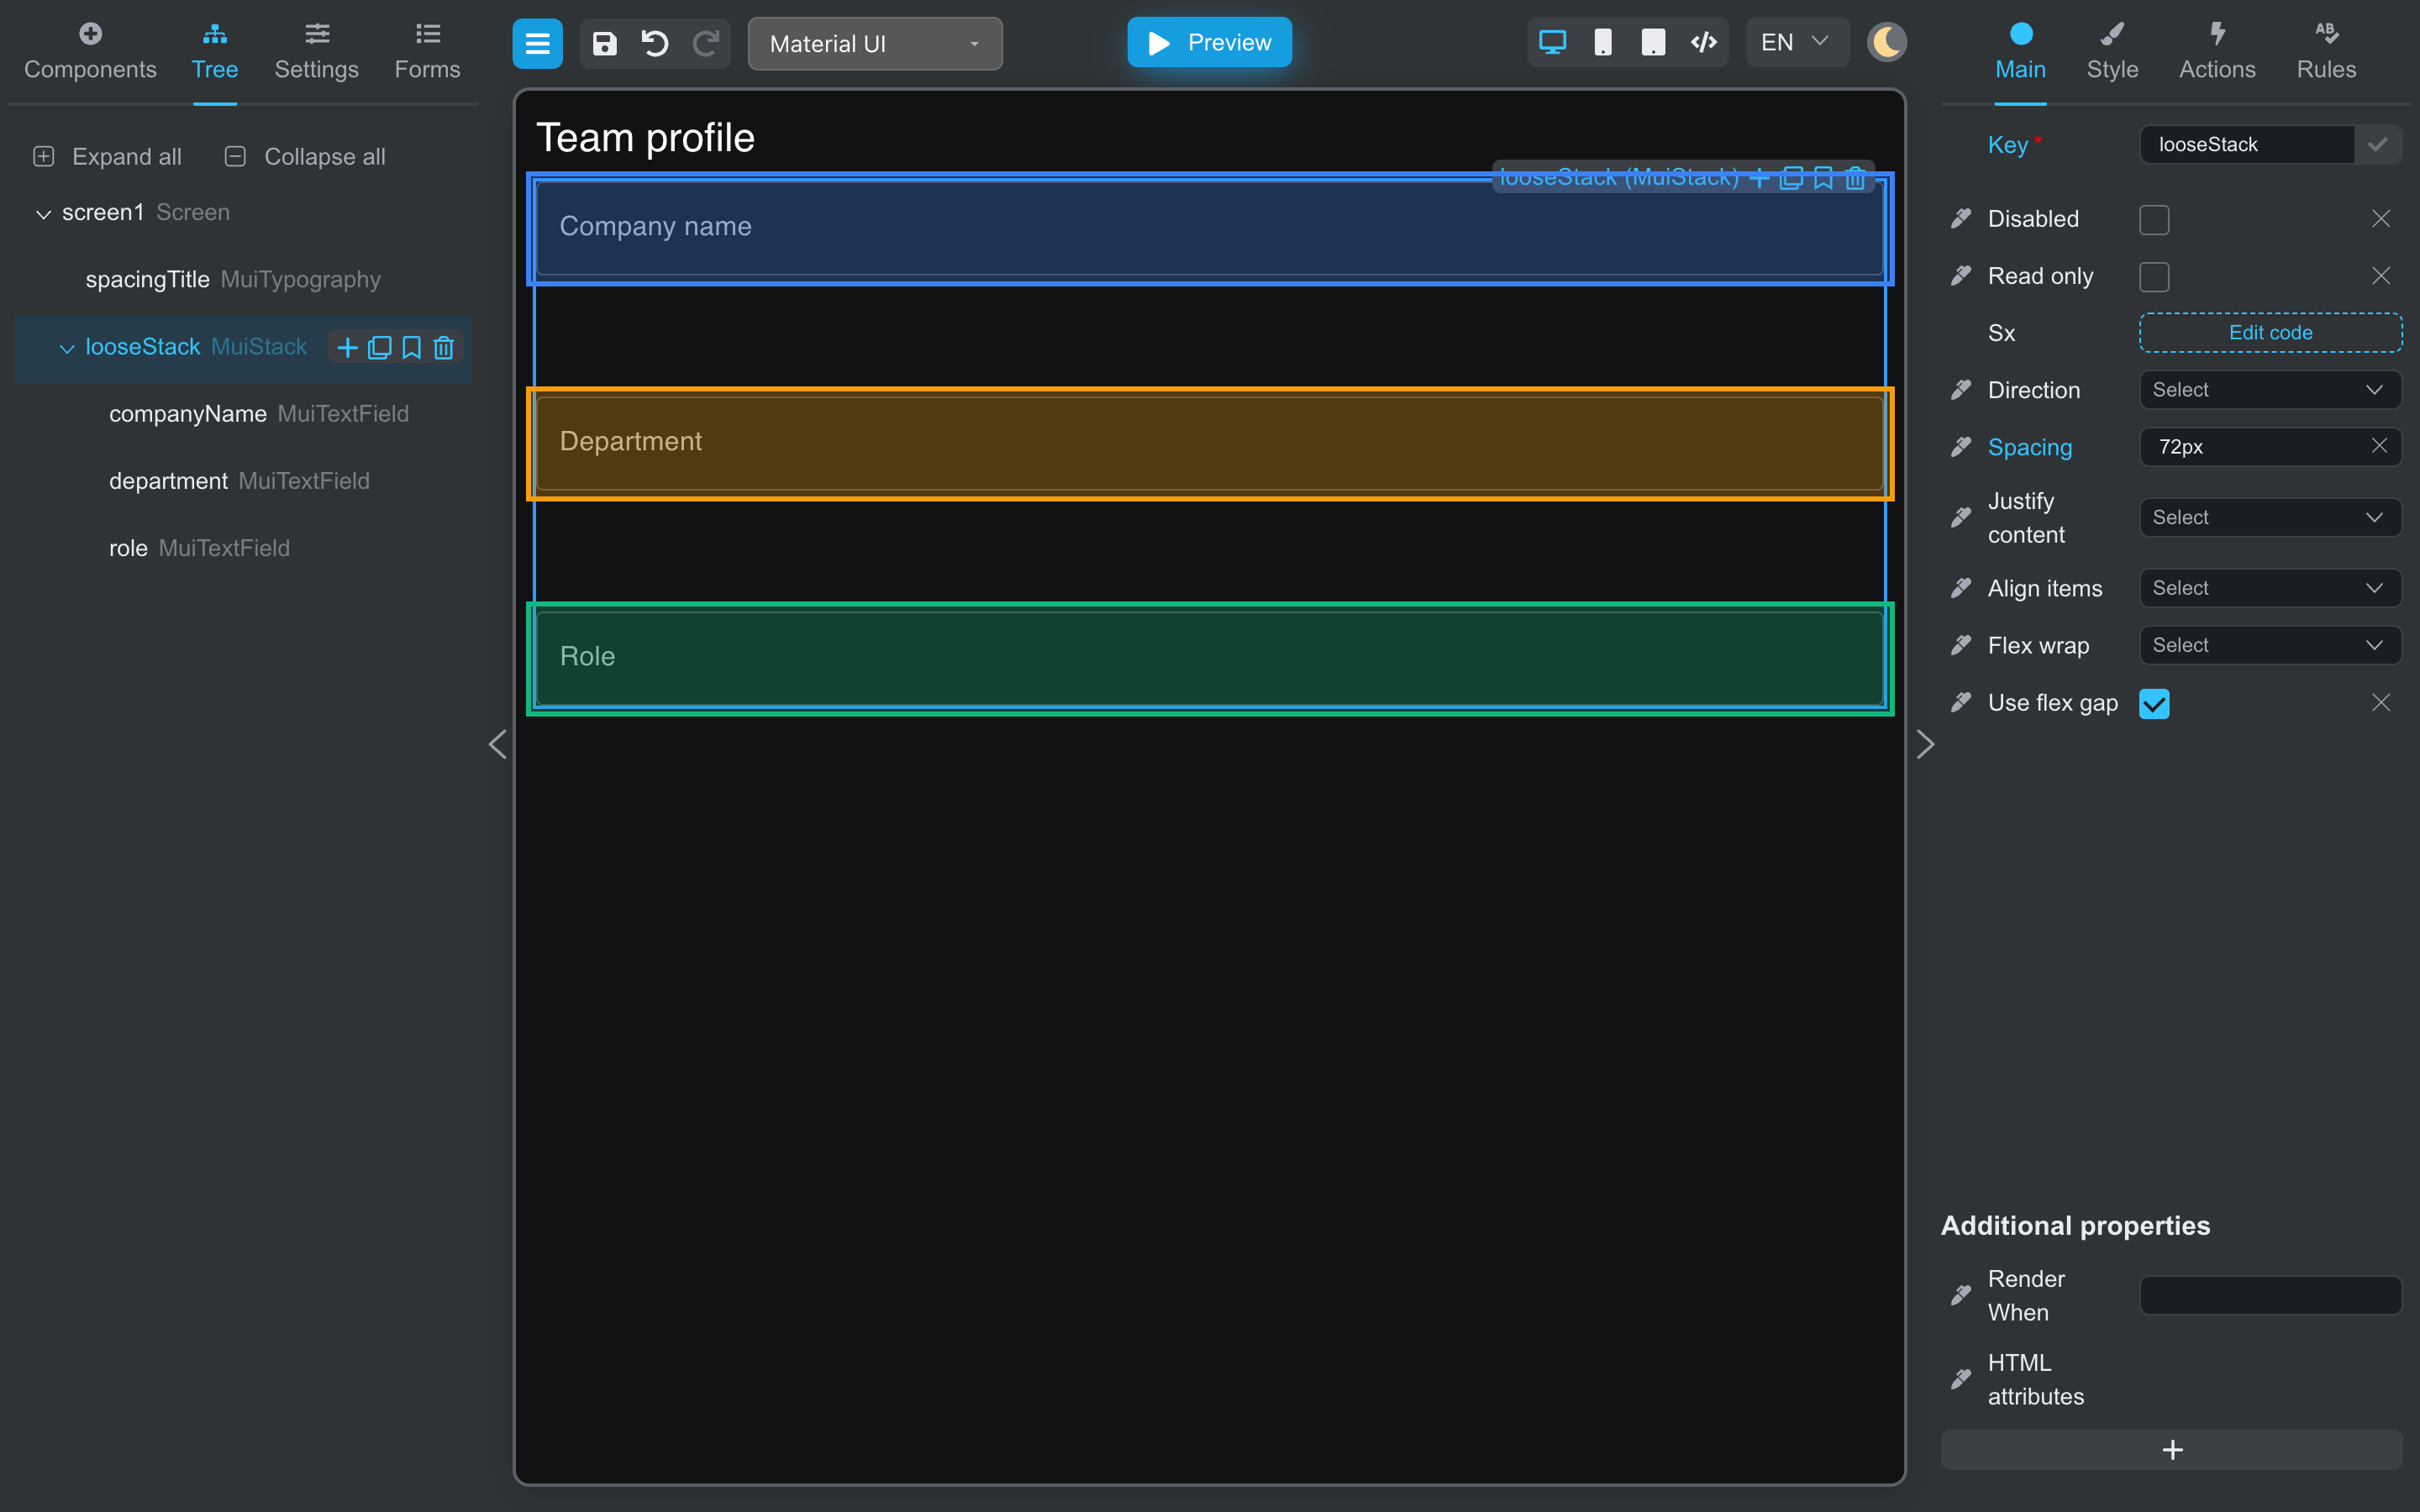 Components
Tree
Settings
Forms
Material UI
Preview
EN
Main
Style
Actions
Rules
Expand all
Collapse all
screen1 Screen
spacingTitle MuiTypography
looseStack MuiStack
companyName MuiTextField
department MuiTextField
role MuiTextField
Team profile
looseStack (MuiStack)
Company name
Department
Role
Key *
looseStack
Disabled
Read only
Sx
Edit code
Direction
Select
Spacing
72px
Justify
content
Select
Align items
Select
Flex wrap
Select
Use flex gap
Additional properties
Render
When
HTML
attributes